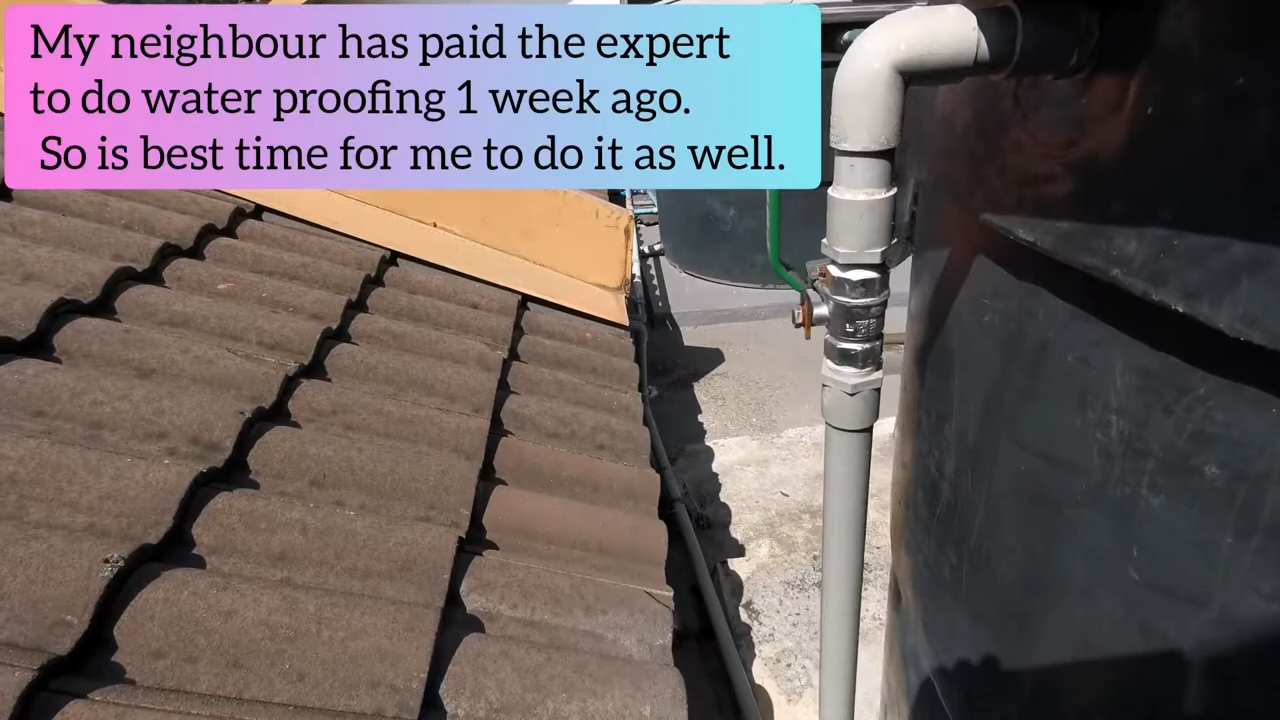 My neighbour has paid the expert
to do water proofing 1 week ago.
So is best time for me to do it as well.